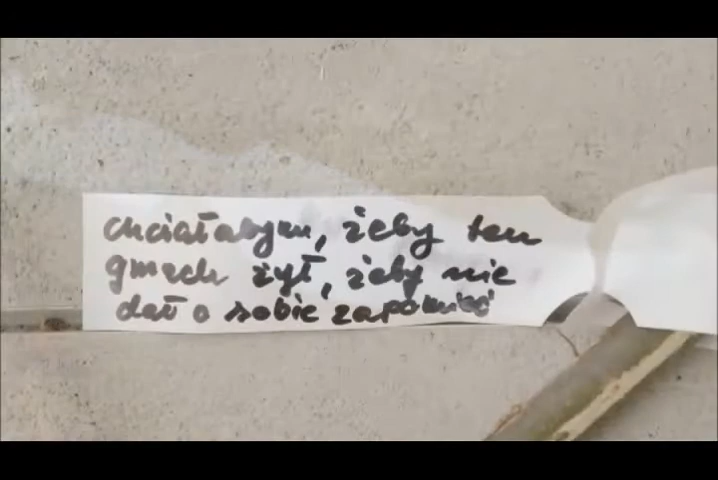 chciałabym, żeby ten
gmach żył, żeby nie
dał o sobie zapomnieć